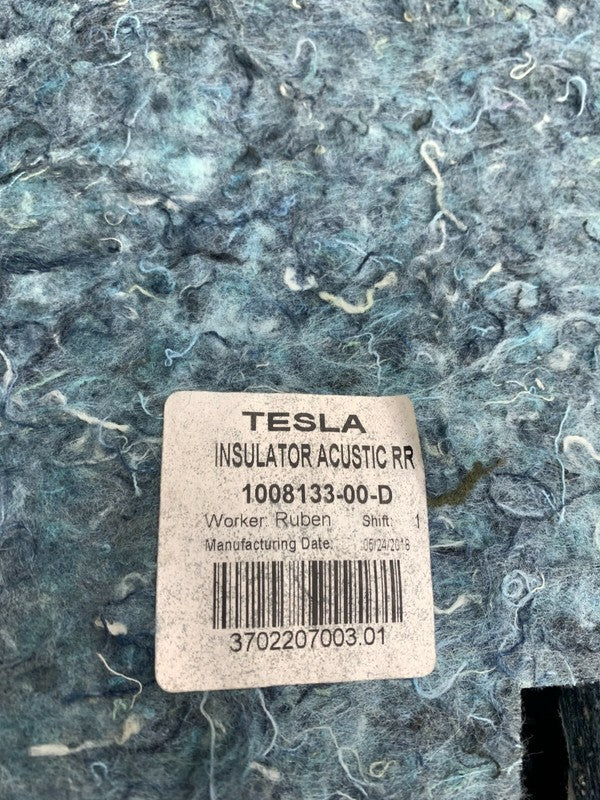 TESLA
INSULATOR ACUSTIC RR
1008133-00-D
Worker: Ruben Shift: 1
Manufacturing Date: 05/24/2018
3702207003.01